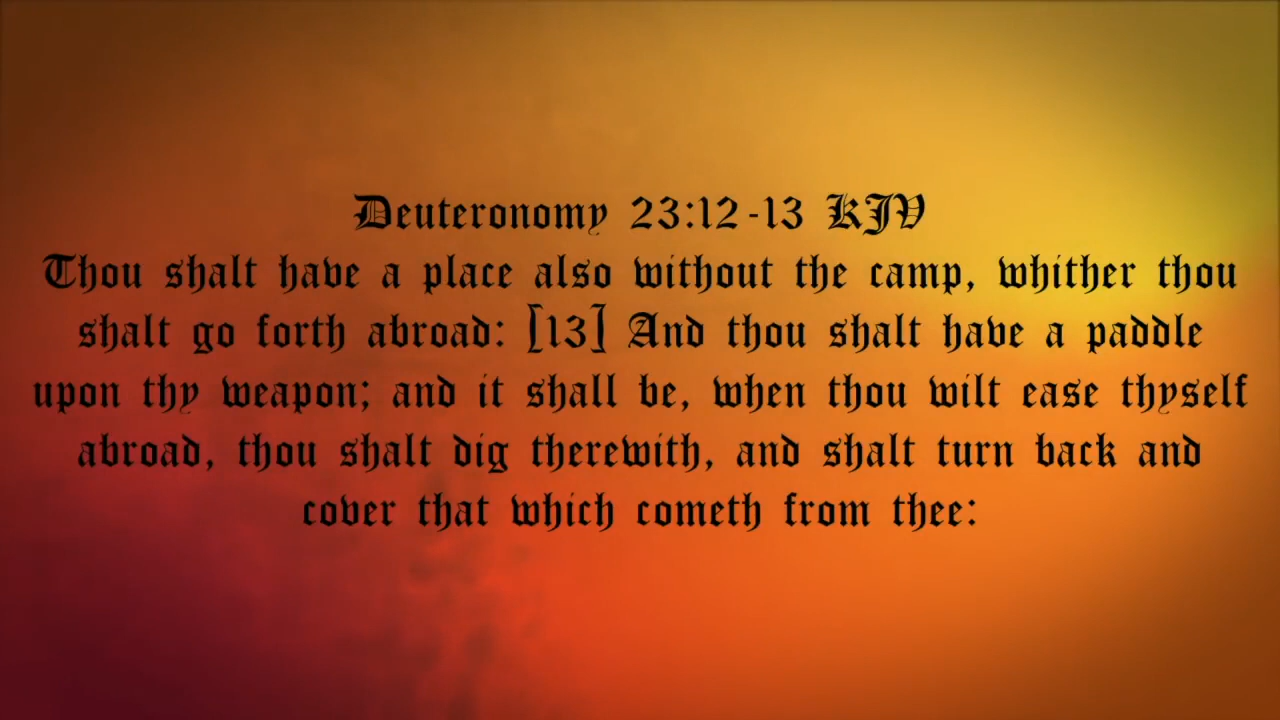 Deuteronomy 23:12-13 KJV
Thou shalt have a place also without the camp, whither thou
shalt go forth abroad: [13] And thou shalt have a paddle
upon thy weapon; and it shall be, when thou wilt ease thyself
abroad, thou shalt dig therewith, and shalt turn back and
cover that which cometh from thee: